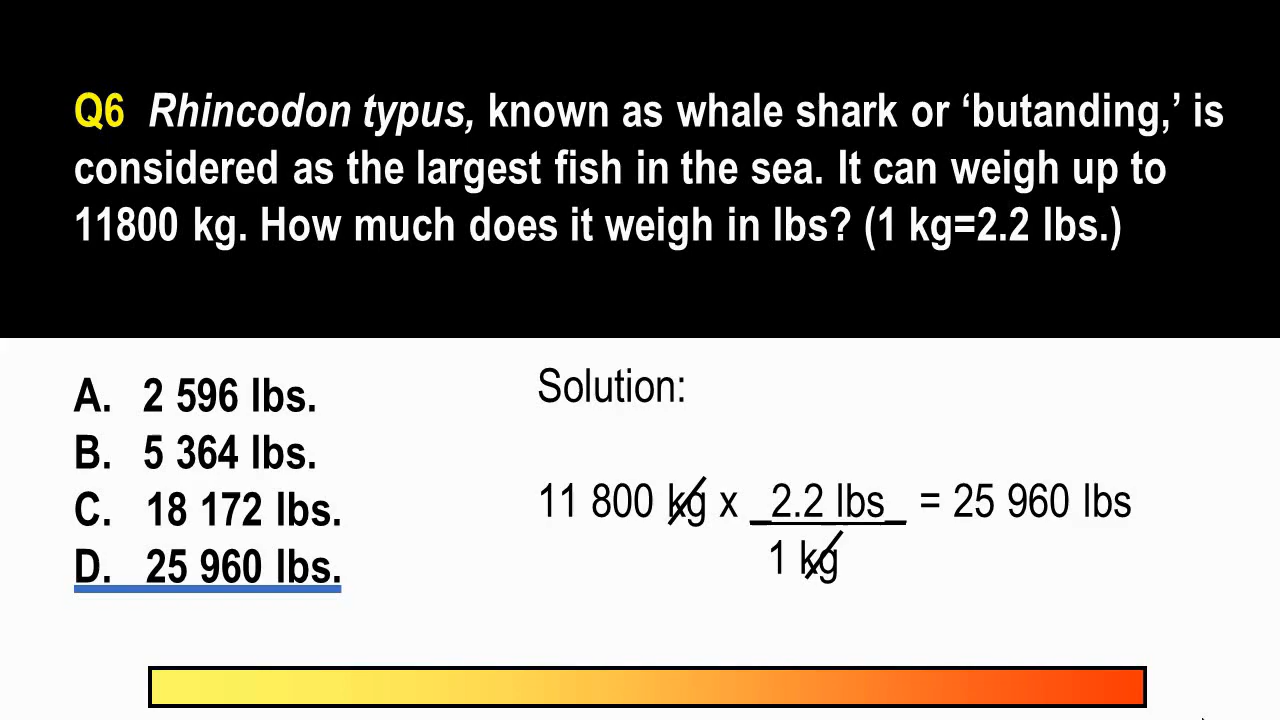 Q6 Rhincodon typus, known as whale shark or ‘butanding,’ is
considered as the largest fish in the sea. It can weigh up to
11800 kg. How much does it weigh in lbs? (1 kg=2.2 lbs.)
A. 2 596 lbs.
B. 5 364 lbs.
C. 18 172 lbs.
D. 25 960 lbs.
Solution:
11 800 kg x _2.2 lbs_ = 25 960 lbs
1 kg